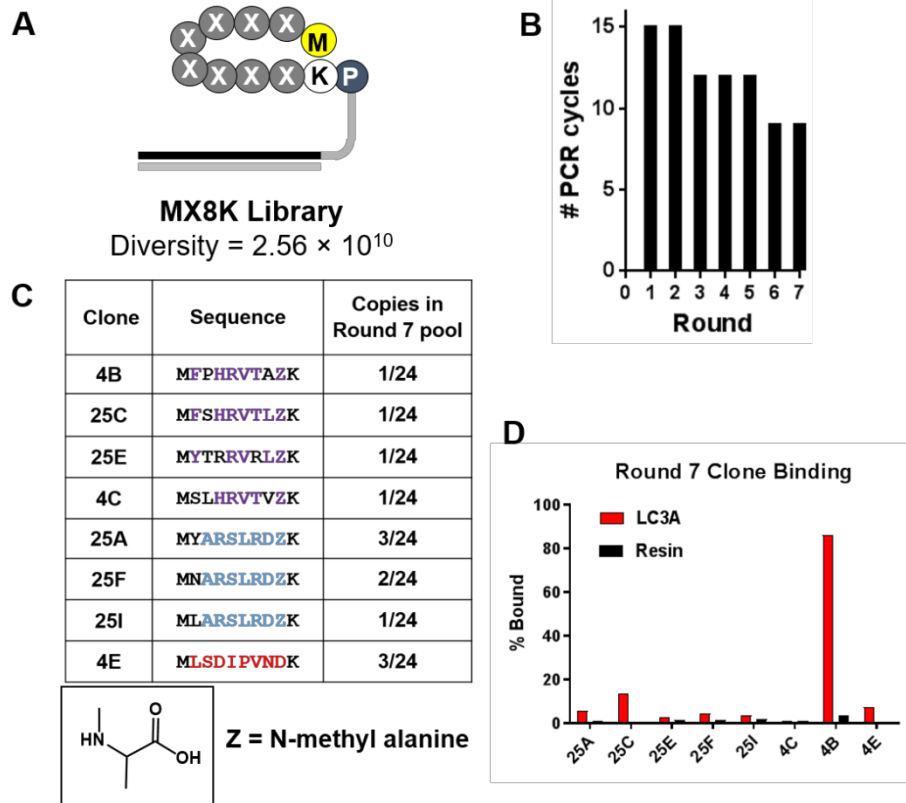 A
X X X X M
X X X X K P
MX8K Library
Diversity = 2.56 × 10¹⁰
B
# PCR cycles
15
10
5
0
0 1 2 3 4 5 6 7
Round
C
Clone Sequence Copies in Round 7 pool
4B MFPHRVTAZK 1/24
25C MFSHRVTLZK 1/24
25E MYTRRVRLZK 1/24
4C MSLHRVTVZK 1/24
25A MYARSLRDZK 3/24
25F MNARSLRDZK 2/24
25I MLARSLRDZK 1/24
4E MLSDIPVNDK 3/24
O
HN
OH
Z = N-methyl alanine
D
Round 7 Clone Binding
LC3A
Resin
% Bound
100
80
60
40
20
0
25A 25C 25E 25F 25I 4C 4B 4E